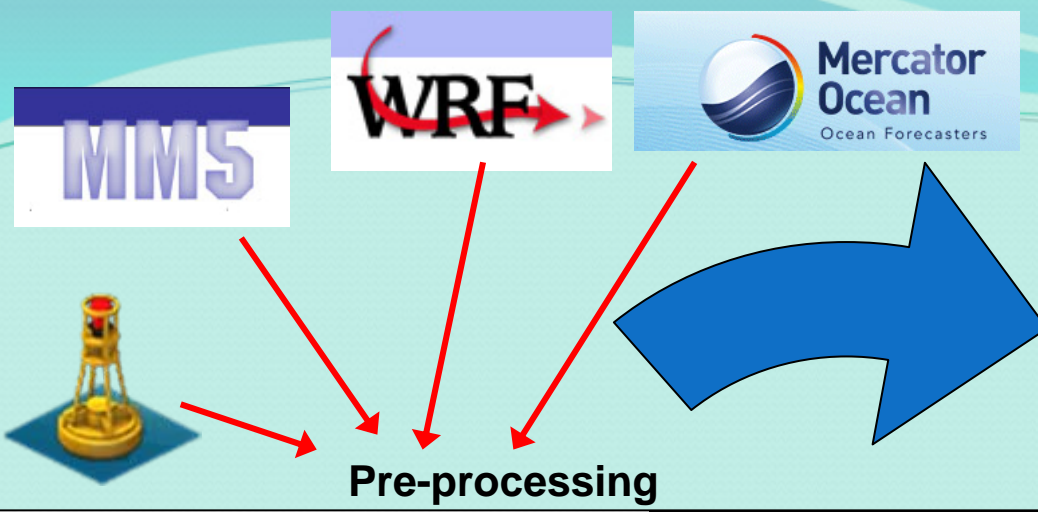 MM5
WRF
Mercator
Ocean
Ocean Forecasters
Pre-processing